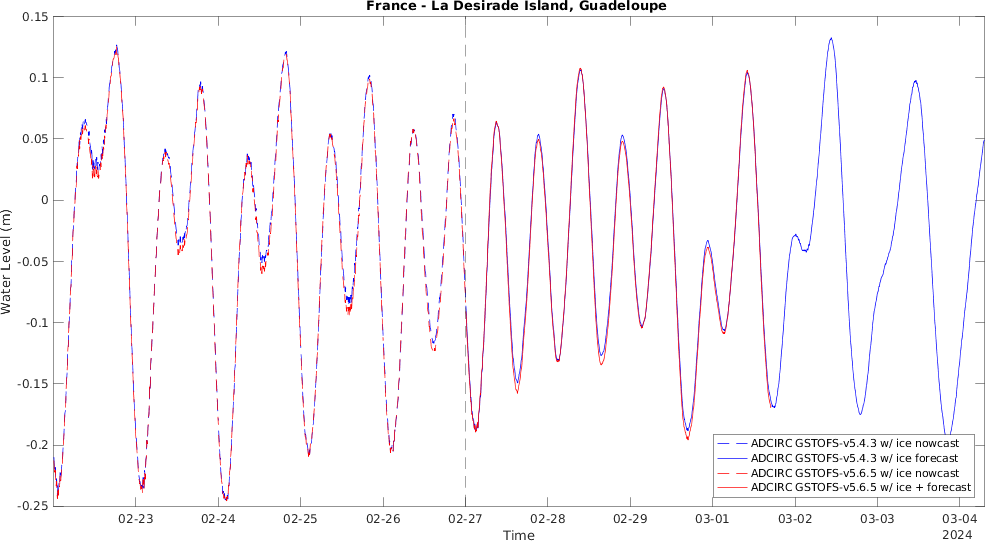 France - La Desirade Island, Guadeloupe
Water Level (m)
0.15
0.1
0.05
0
-0.05
-0.1
-0.15
-0.2
-0.25
ADCIRC GSTOFS-v5.4.3 w/ ice nowcast
ADCIRC GSTOFS-v5.4.3 w/ ice forecast
ADCIRC GSTOFS-v5.6.5 w/ ice nowcast
ADCIRC GSTOFS-v5.6.5 w/ ice + forecast
02-23 02-24 02-25 02-26 02-27 02-28 02-29 03-01 03-02 03-03 03-04
Time
2024